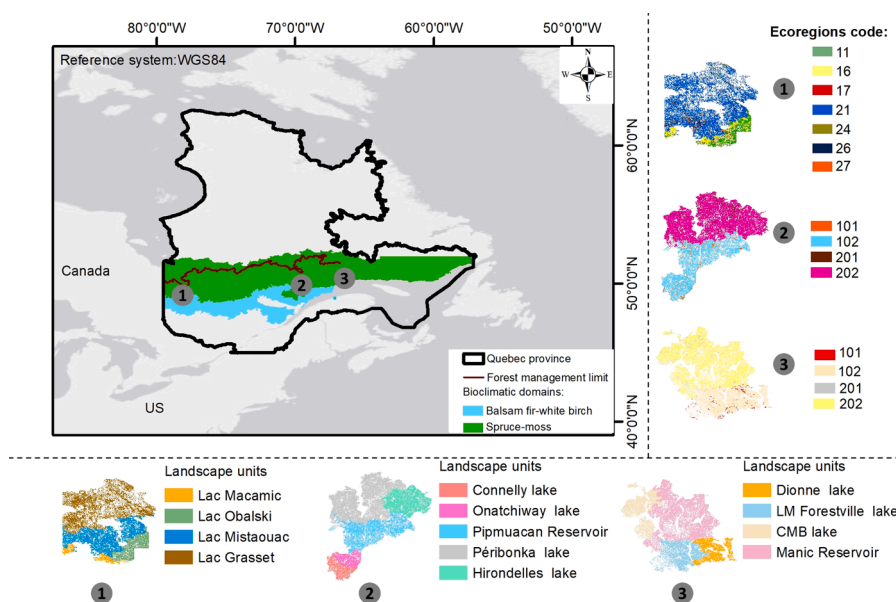 80°0'0"W 70°0'0"W 60°0'0"W 50°0'0"W
Reference system:WGS84
N
W E
S
60°0'0"N
50°0'0"N
40°0'0"N
Canada
US
1
2
3
Quebec province
Forest management limit
Bioclimatic domains:
Balsam fir-white birch
Spruce-moss
Ecoregions code:
1
11
16
17
21
24
26
27
2
101
102
201
202
3
101
102
201
202
Landscape units
Lac Macamic
Lac Obalski
Lac Mistaouac
Lac Grasset
1
Landscape units
Connelly lake
Onatchiway lake
Pipmuacan Reservoir
Péribonka lake
Hirondelles lake
2
Landscape units
Dionne lake
LM Forestville lake
CMB lake
Manic Reservoir
3